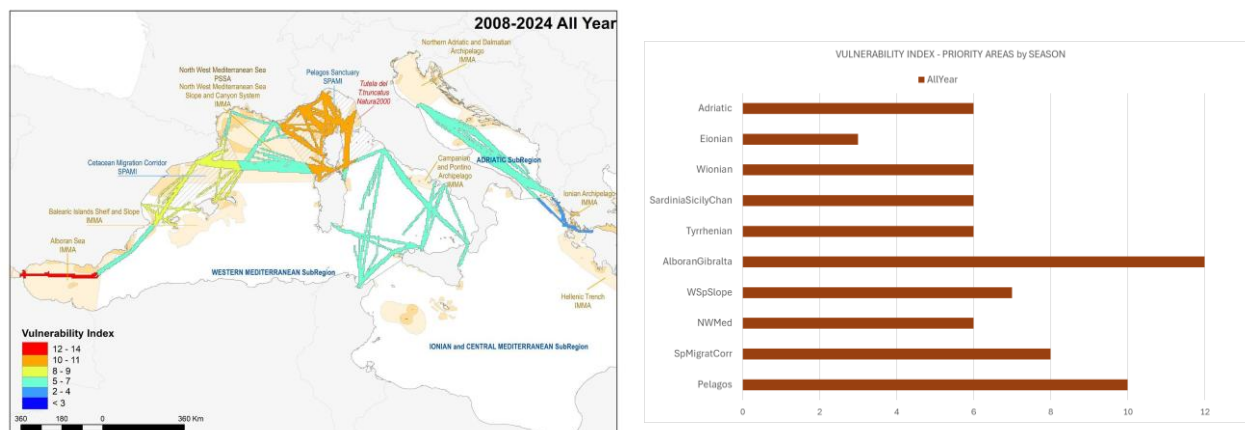 2008-2024 All Year
Northern Adriatic and Dalmatian
Archipelago
IMMA
North West Mediterranean Sea
PSSA
North West Mediterranean Sea
Slope and Canyon System
IMMA
Pelagos Sanctuary
SPAMI
Tutela del
T.truncatus
Natura2000
Cetacean Migration Corridor
SPAMI
ADRIATIC SubRegion
Campanian
and Pontino
Archipelago
IMMA
Ionian Archipelago
IMMA
Balearic Islands Shelf and Slope
IMMA
Alboran Sea
IMMA
WESTERN MEDITERRANEAN SubRegion
Hellenic Trench
IMMA
IONIAN and CENTRAL MEDITERRANEAN SubRegion
Vulnerability Index
12 - 14
10 - 11
8 - 9
5 - 7
2 - 4
< 3
360 180 0 360 Km
VULNERABILITY INDEX - PRIORITY AREAS by SEASON
AllYear
Adriatic
Eionian
Wionian
SardiniaSicilyChan
Tyrrhenian
AlboranGibralta
WSpSlope
NWMed
SpMigratCorr
Pelagos
0 2 4 6 8 10 12